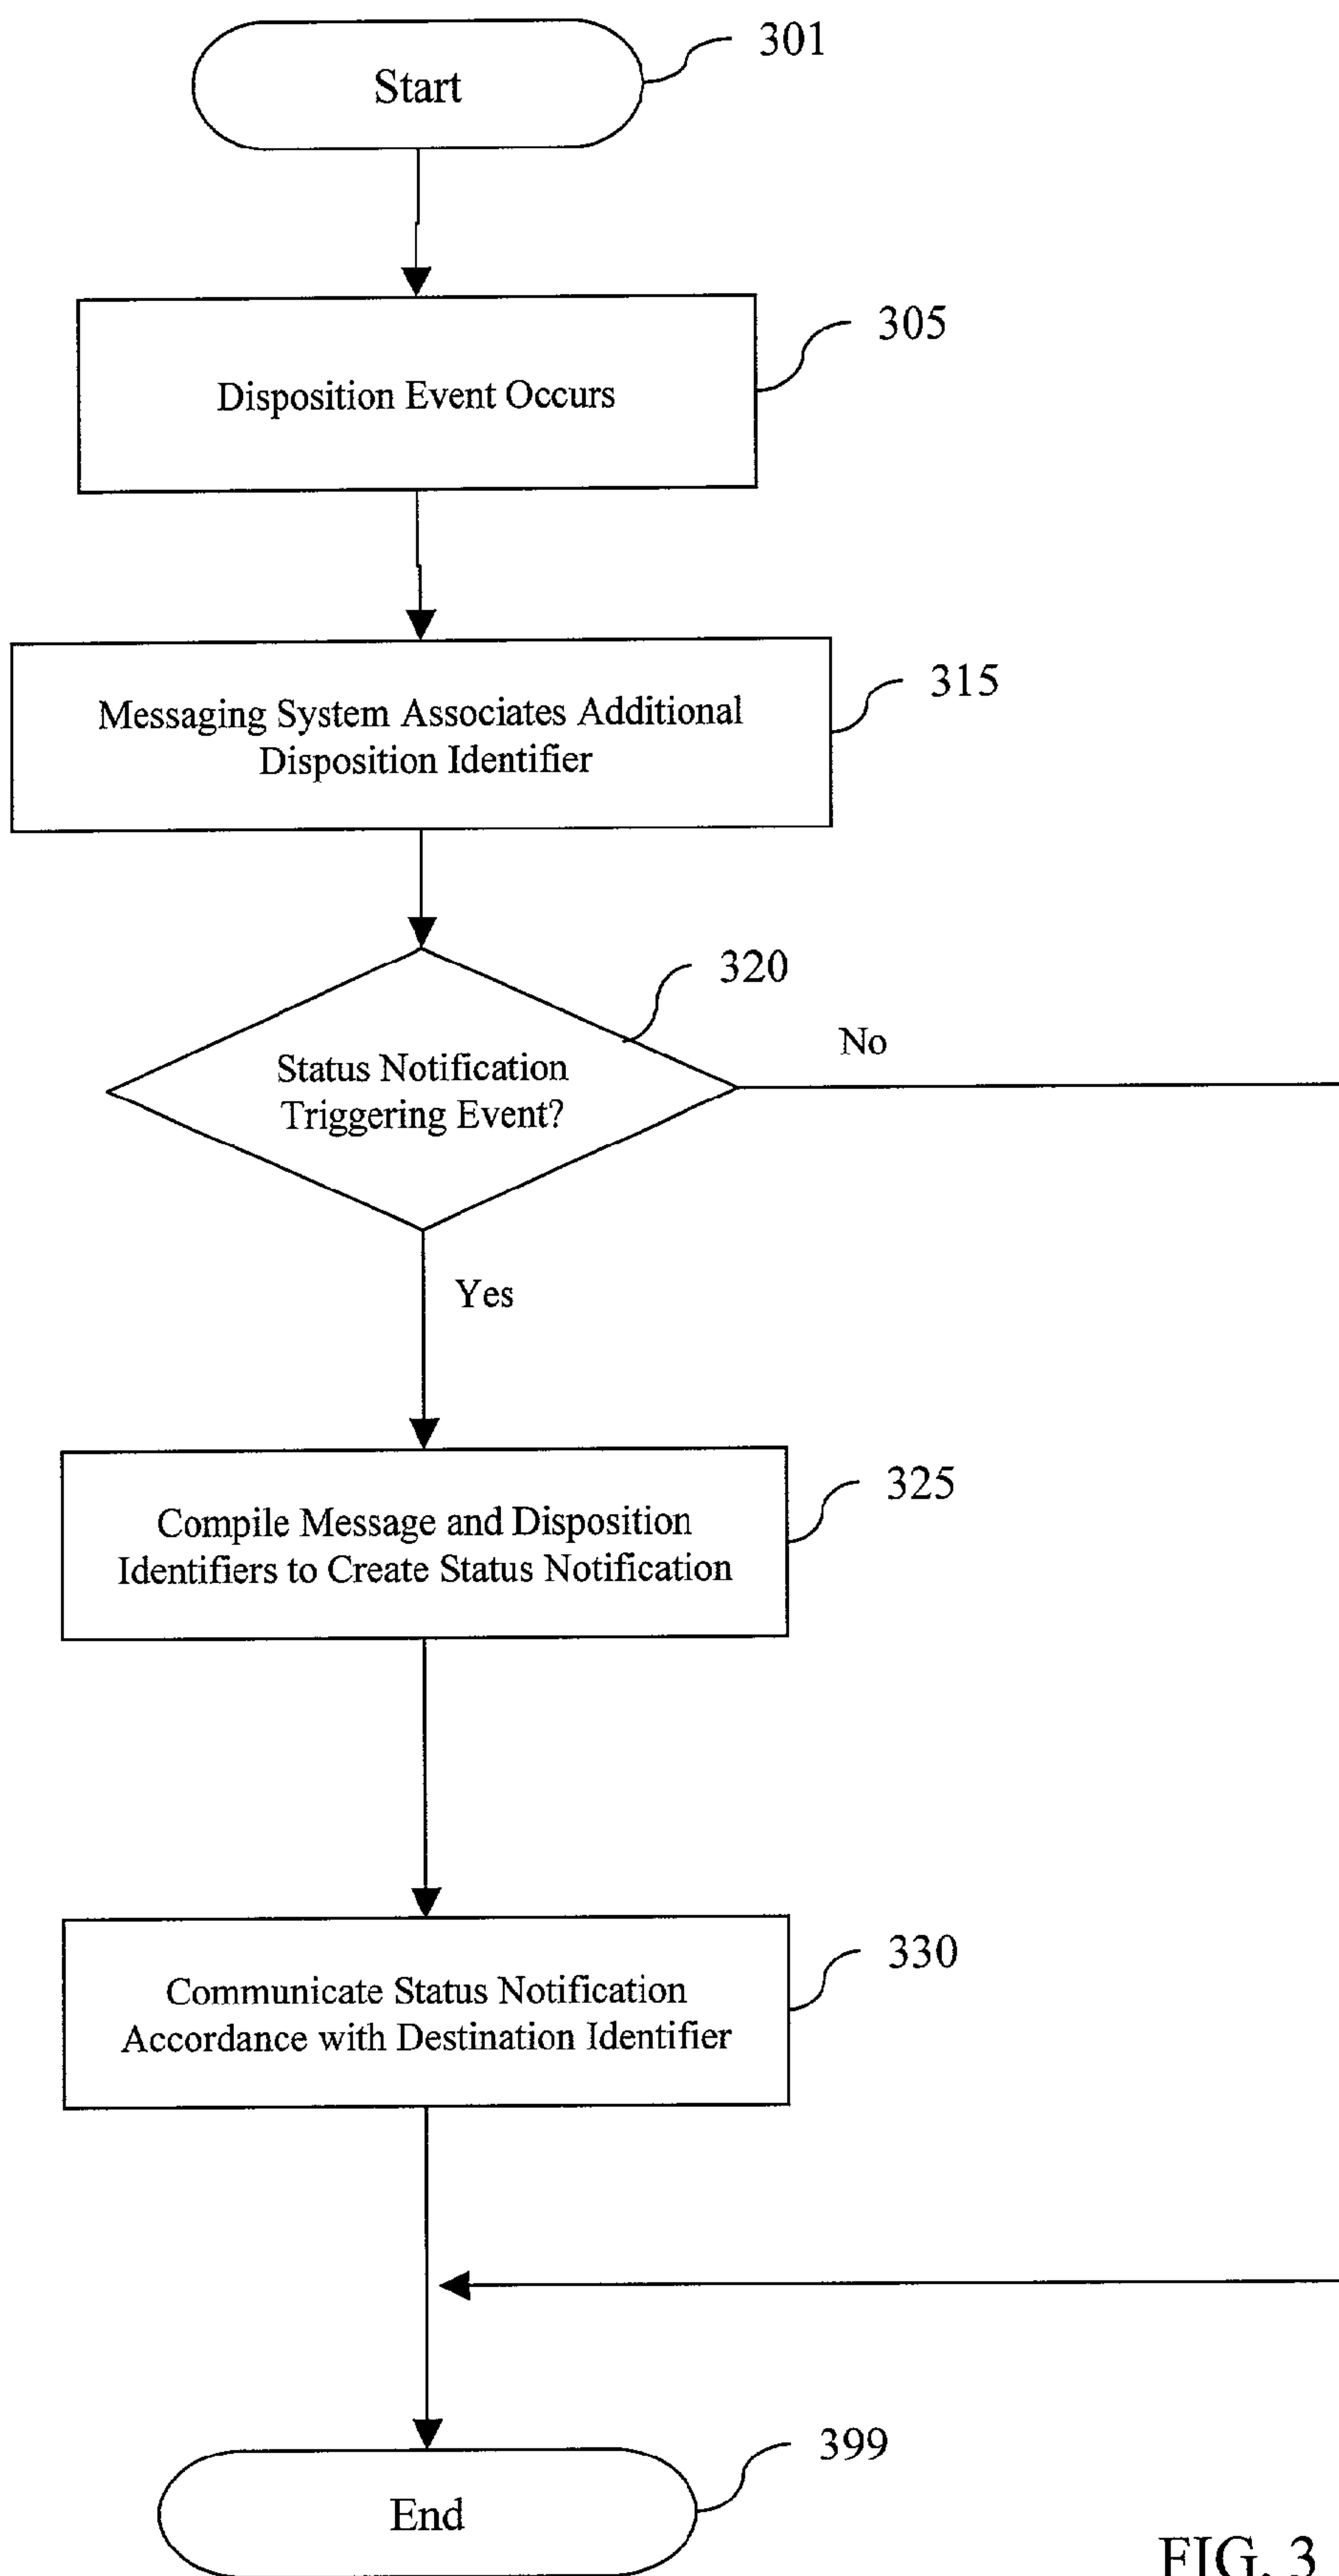 Start
301
Disposition Event Occurs
305
Messaging System Associates Additional
Disposition Identifier
315
Status Notification
Triggering Event?
320
No
Yes
Compile Message and Disposition
Identifiers to Create Status Notification
325
Communicate Status Notification
Accordance with Destination Identifier
330
End
399
FIG. 3